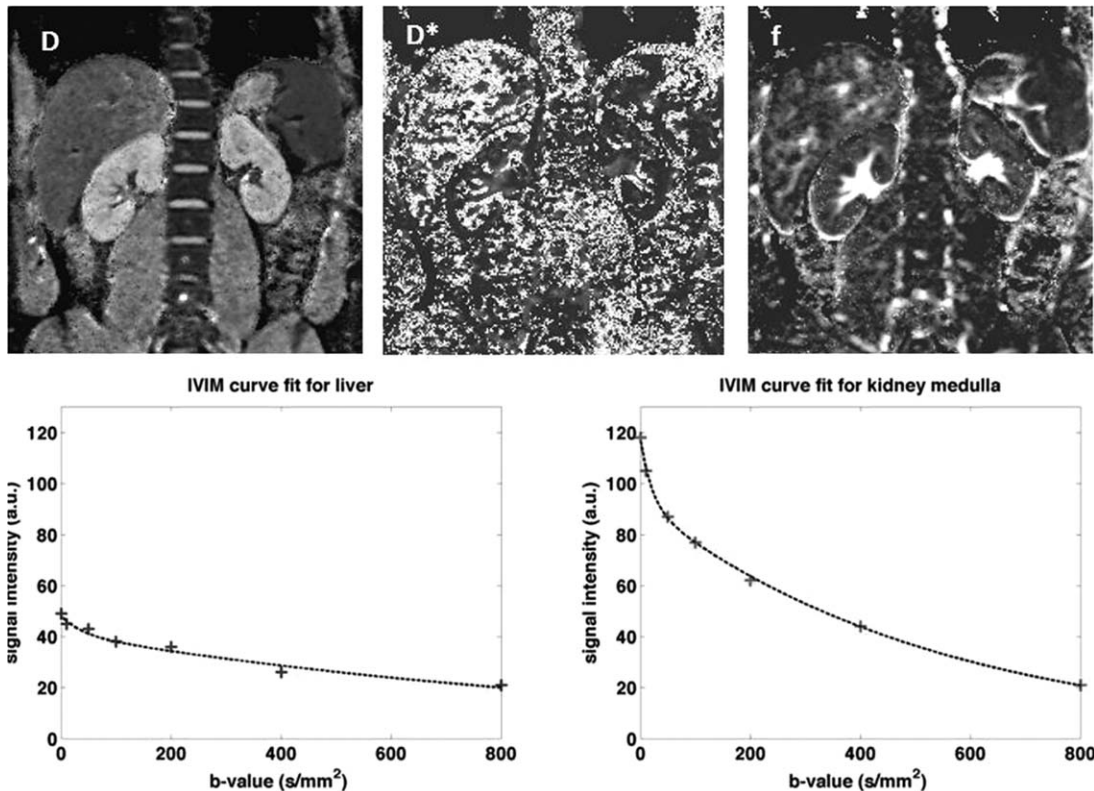 D
D*
f
IVIM curve fit for liver
120
100
80
60
40
20
0
signal intensity (a.u.)
0 200 400 600 800
b-value (s/mm²)
IVIM curve fit for kidney medulla
120
100
80
60
40
20
0
signal intensity (a.u.)
0 200 400 600 800
b-value (s/mm²)